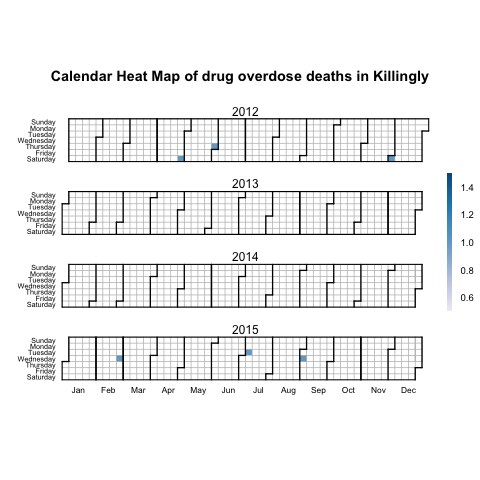 Calendar Heat Map of drug overdose deaths in Killingly
2012
Sunday
Monday
Tuesday
Wednesday
Thursday
Friday
Saturday
2013
Sunday
Monday
Tuesday
Wednesday
Thursday
Friday
Saturday
2014
Sunday
Monday
Tuesday
Wednesday
Thursday
Friday
Saturday
2015
Sunday
Monday
Tuesday
Wednesday
Thursday
Friday
Saturday
Jan Feb Mar Apr May Jun Jul Aug Sep Oct Nov Dec
1.4
1.2
1.0
0.8
0.6